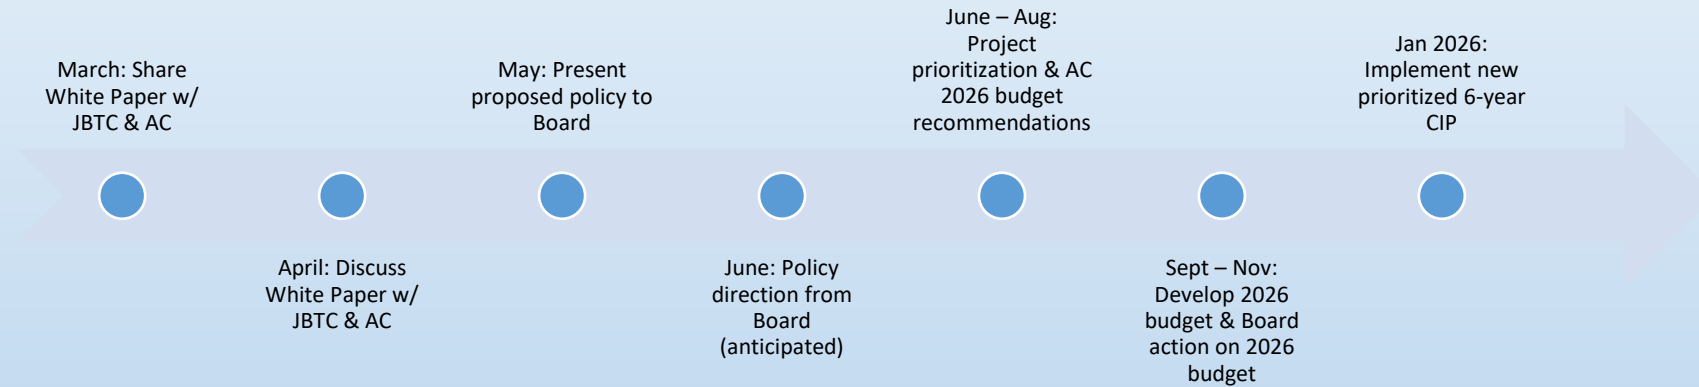 March: Share
White Paper w/
JBTC & AC
April: Discuss
White Paper w/
JBTC & AC
May: Present
proposed policy to
Board
June: Policy
direction from
Board
(anticipated)
June – Aug:
Project
prioritization & AC
2026 budget
recommendations
Sept – Nov:
Develop 2026
budget & Board
action on 2026
budget
Jan 2026:
Implement new
prioritized 6-year
CIP